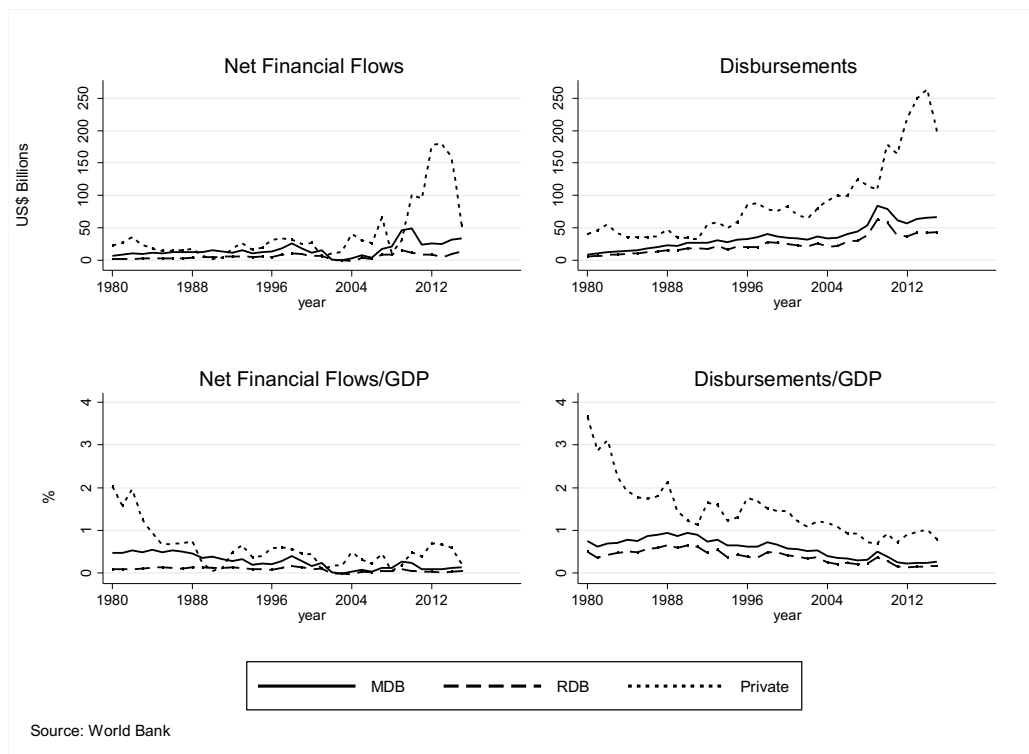 Net Financial Flows
Disbursements
US$ Billions
250
200
150
100
50
0
1980 1988 1996 2004 2012
year
250
200
150
100
50
0
1980 1988 1996 2004 2012
year
Net Financial Flows/GDP
Disbursements/GDP
%
4
3
2
1
0
1980 1988 1996 2004 2012
year
4
3
2
1
0
1980 1988 1996 2004 2012
year
MDB RDB Private
Source: World Bank